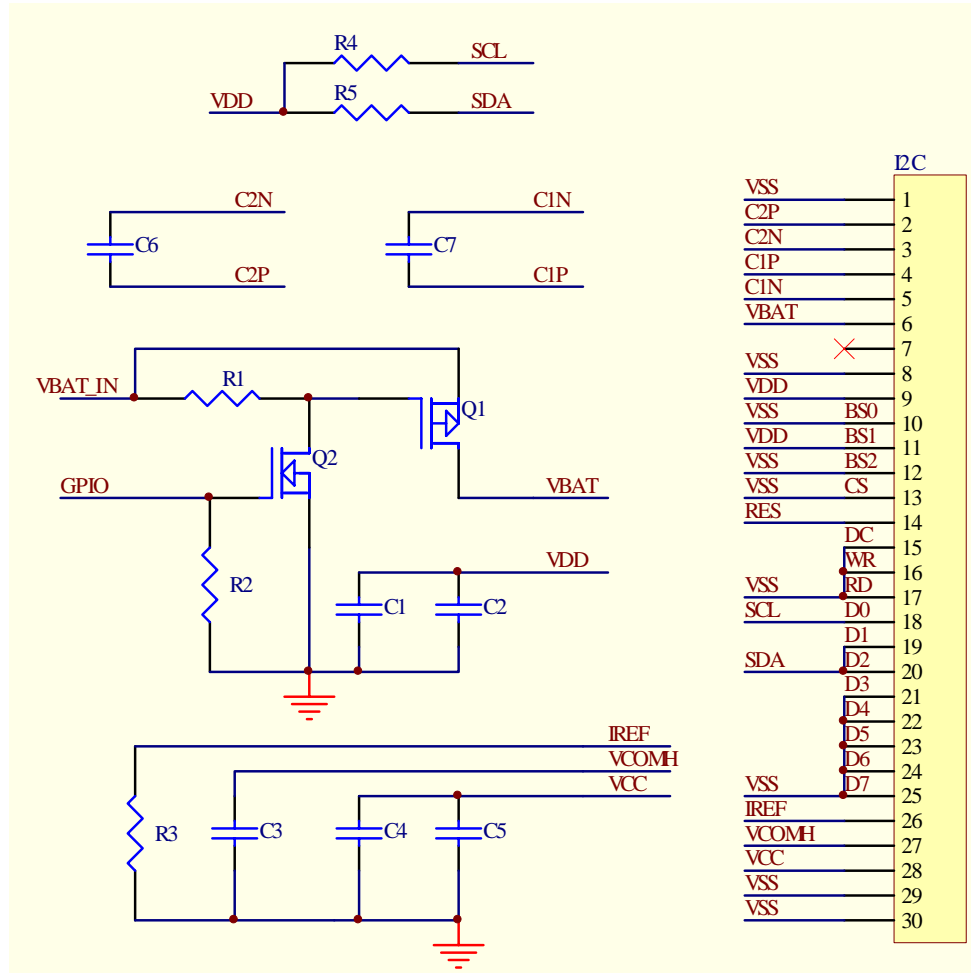 R4 SCL
VDD R5 SDA
C2N C1N
C6 C7
C2P C1P
VBAT_IN R1 Q1
Q2
GPIO VBAT
VDD
R2 C1 C2
IREF
VCOMH
VCC
R3 C3 C4 C5
I2C
VSS 1
C2P 2
C2N 3
C1P 4
C1N 5
VBAT 6
7
VSS 8
VDD 9
VSS BS0 10
VDD BS1 11
VSS BS2 12
VSS CS 13
RES 14
DC 15
WR 16
VSS RD 17
SCL D0 18
D1 19
SDA D2 20
D3 21
D4 22
D5 23
D6 24
VSS D7 25
IREF 26
VCOMH 27
VCC 28
VSS 29
VSS 30